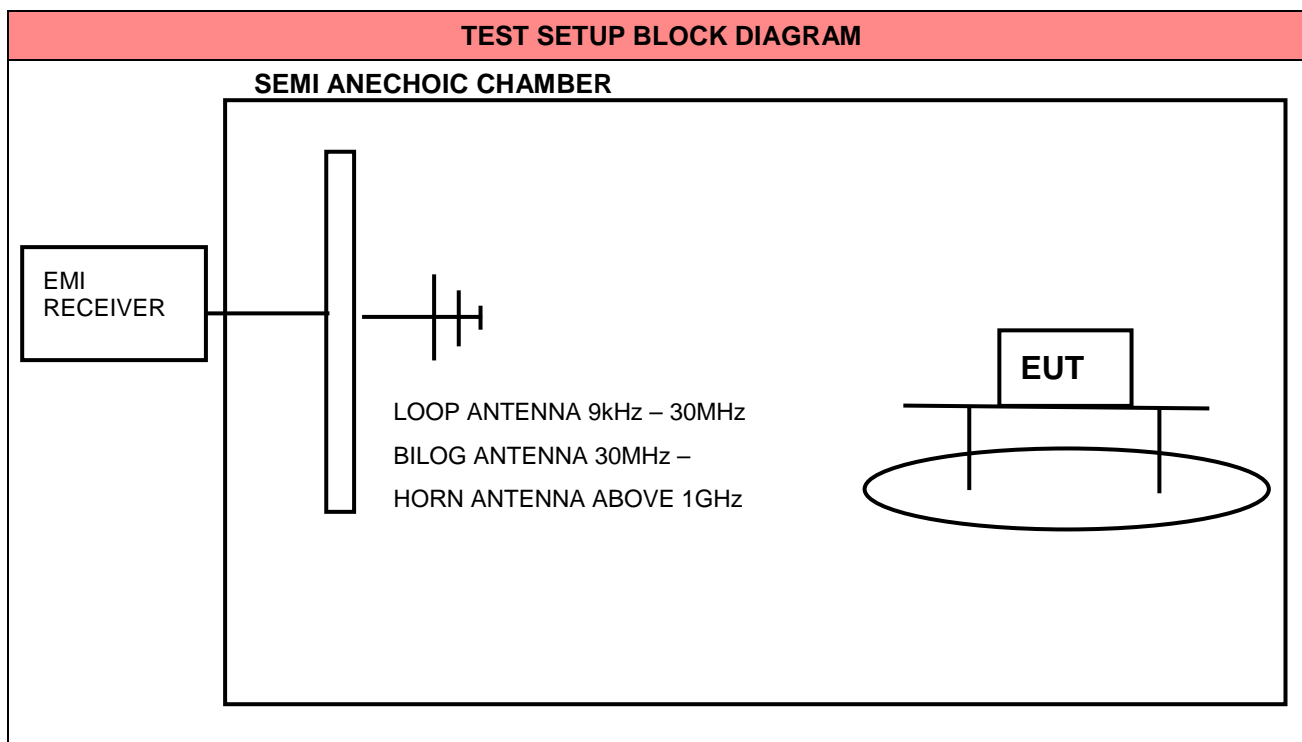 TEST SETUP BLOCK DIAGRAM
SEMI ANECHOIC CHAMBER
EMI
RECEIVER
EUT
LOOP ANTENNA 9kHz – 30MHz
BILOG ANTENNA 30MHz –
HORN ANTENNA ABOVE 1GHz